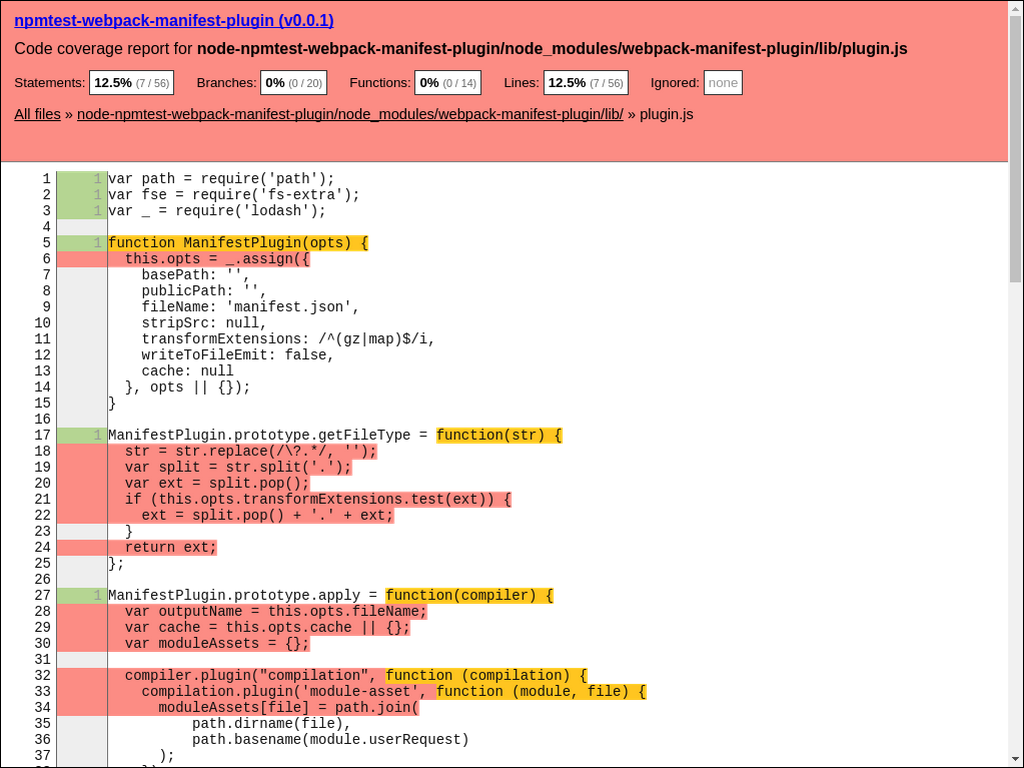 npmtest-webpack-manifest-plugin (v0.0.1)
Code coverage report for node-npmtest-webpack-manifest-plugin/node_modules/webpack-manifest-plugin/lib/plugin.js
Statements: 12.5% (7 / 56) Branches: 0% (0 / 20) Functions: 0% (0 / 14) Lines: 12.5% (7 / 56) Ignored: none
All files » node-npmtest-webpack-manifest-plugin/node_modules/webpack-manifest-plugin/lib/ » plugin.js
1 1 var path = require('path');
2 1 var fse = require('fs-extra');
3 1 var _ = require('lodash');
4
5 1 function ManifestPlugin(opts) {
6 this.opts = _.assign({
7 basePath: '',
8 publicPath: '',
9 fileName: 'manifest.json',
10 stripSrc: null,
11 transformExtensions: /^(gz|map)$/i,
12 writeToFileEmit: false,
13 cache: null
14 }, opts || {});
15 }
16
17 1 ManifestPlugin.prototype.getFileType = function(str) {
18 str = str.replace(/\?.*/, '');
19 var split = str.split('.');
20 var ext = split.pop();
21 if (this.opts.transformExtensions.test(ext)) {
22 ext = split.pop() + '.' + ext;
23 }
24 return ext;
25 };
26
27 1 ManifestPlugin.prototype.apply = function(compiler) {
28 var outputName = this.opts.fileName;
29 var cache = this.opts.cache || {};
30 var moduleAssets = {};
31
32 compiler.plugin("compilation", function (compilation) {
33 compilation.plugin('module-asset', function (module, file) {
34 moduleAssets[file] = path.join(
35 path.dirname(file),
36 path.basename(module.userRequest)
37 );